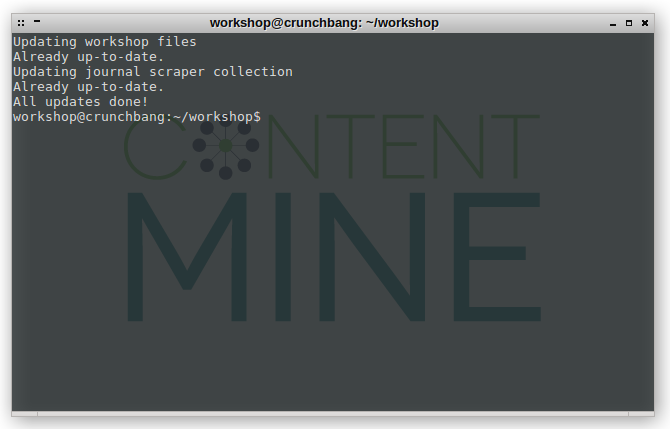 workshop@crunchbang: ~/workshop
Updating workshop files
Already up-to-date.
Updating journal scraper collection
Already up-to-date.
All updates done!
workshop@crunchbang:~/workshop$
CONTENT
MINE